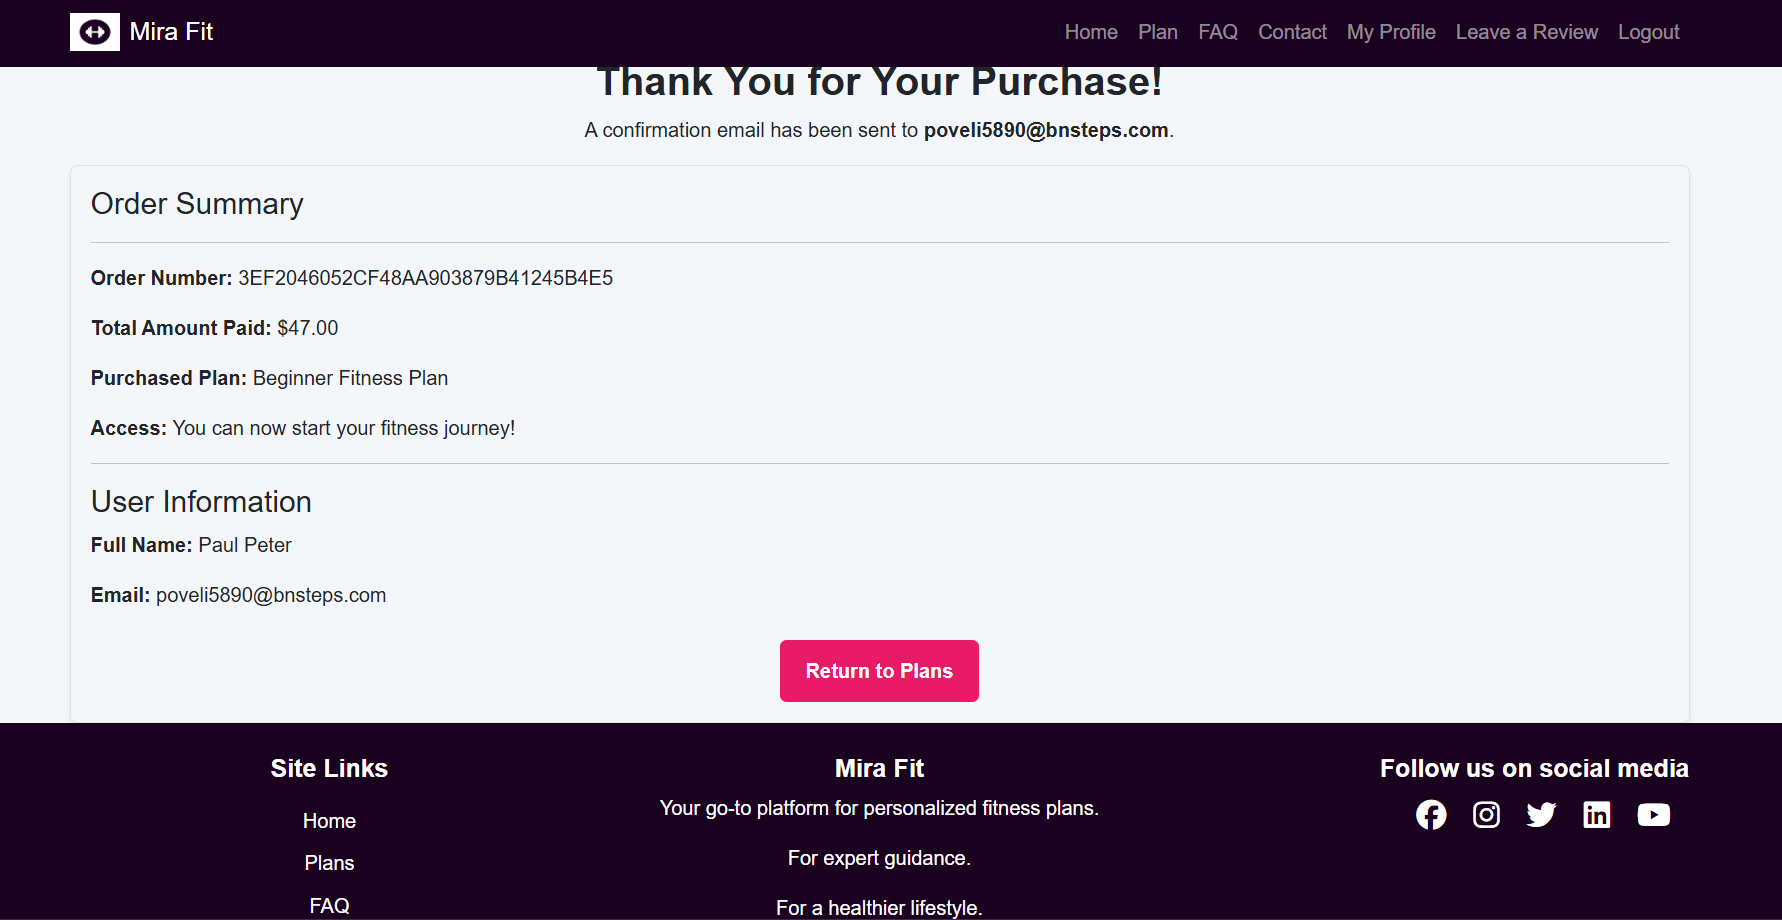 Mira Fit
Home Plan FAQ Contact My Profile Leave a Review Logout
Thank You for Your Purchase!
A confirmation email has been sent to poveli5890@bnsteps.com.
Order Summary
Order Number: 3EF2046052CF48AA903879B41245B4E5
Total Amount Paid: $47.00
Purchased Plan: Beginner Fitness Plan
Access: You can now start your fitness journey!
User Information
Full Name: Paul Peter
Email: poveli5890@bnsteps.com
Return to Plans
Site Links
Home
Plans
FAQ
Mira Fit
Your go-to platform for personalized fitness plans.
For expert guidance.
For a healthier lifestyle.
Follow us on social media